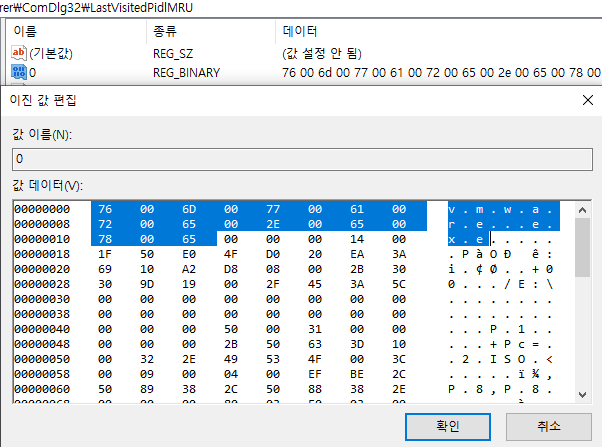 rer₩ComDlg32₩LastVisitedPidlMRU
이름 종류 데이터
(기본값) REG_SZ (값 설정 안 됨)
0 REG_BINARY 76 00 6d 00 77 00 61 00 72 00 65 00 2e 00 65 00 78 00
이진 값 편집
값 이름(N):
0
값 데이터(V):
00000000 76 00 6D 00 77 00 61 00 v.m.w.a.
00000008 72 00 65 00 2E 00 65 00 r.e...e.
00000010 78 00 65 00 00 00 14 00 x.e.....
00000018 1F 50 E0 4F D0 20 EA 3A .PàOÐ ê:
00000020 69 10 A2 D8 08 00 2B 30 i.¢Ø..+0
00000028 30 9D 19 00 2F 45 3A 5C 0.../E:\
00000030 00 00 00 00 00 00 00 00 ........
00000038 00 00 00 00 00 00 00 00 ........
00000040 00 00 00 50 00 31 00 00 ...P.1..
00000048 00 00 00 2B 50 63 3D 10 ...+Pc=.
00000050 00 32 2E 49 53 4F 00 3C .2.ISO.<
00000058 00 09 00 04 00 EF BE 2C .....ï¾,
00000060 50 89 38 2C 50 88 38 2E P.8,P.8.
확인 취소